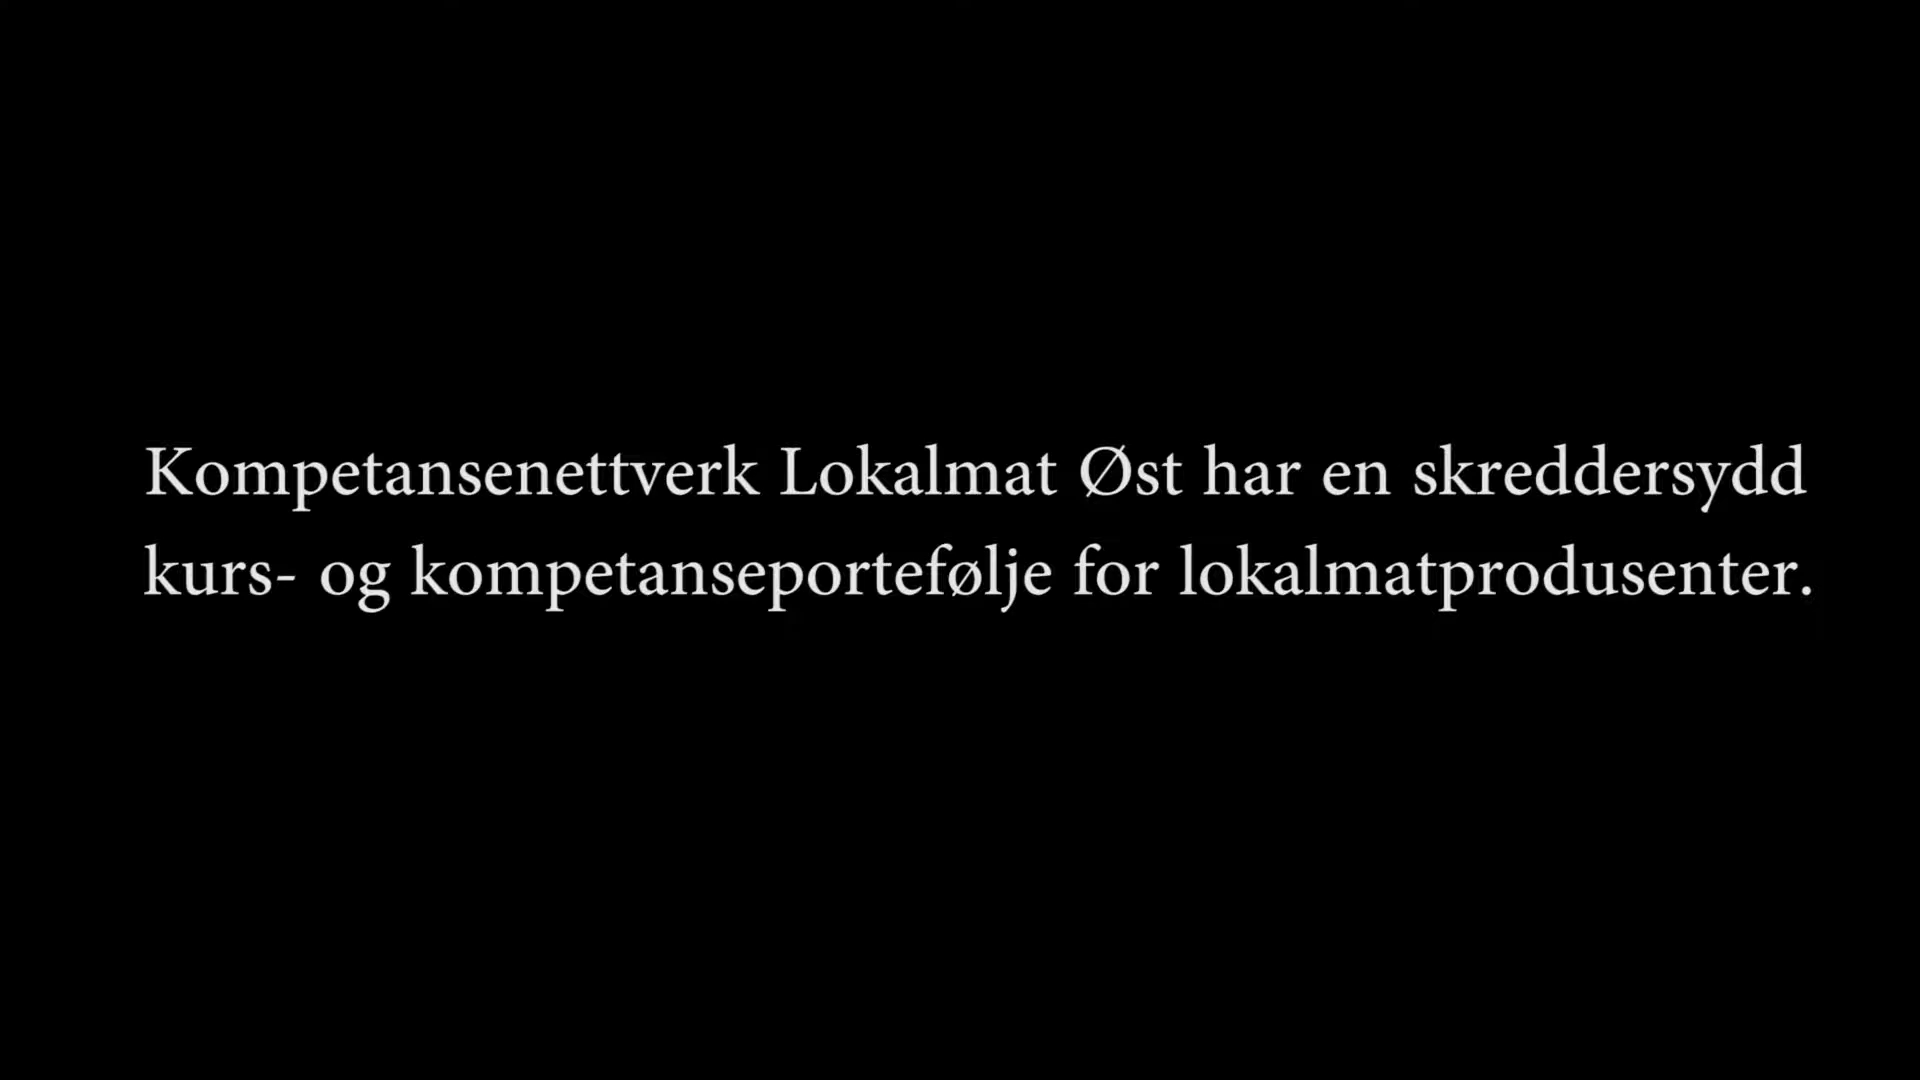 Kompetansenettverk Lokalmat Øst har en skreddersydd
kurs- og kompetanseportefølje for lokalmatprodusenter.